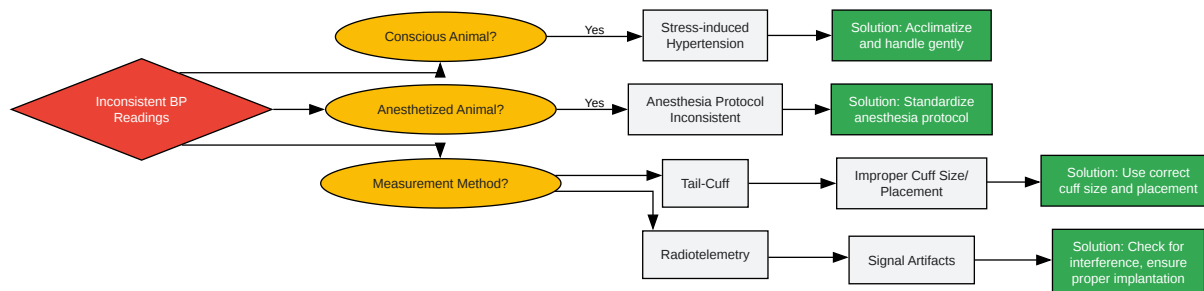 Inconsistent BP
Readings
Conscious Animal?
Yes
Stress-induced
Hypertension
Solution: Acclimatize
and handle gently
Anesthetized Animal?
Yes
Anesthesia Protocol
Inconsistent
Solution: Standardize
anesthesia protocol
Measurement Method?
Tail-Cuff
Improper Cuff Size/
Placement
Solution: Use correct
cuff size and placement
Radiotelemetry
Signal Artifacts
Solution: Check for
interference, ensure
proper implantation